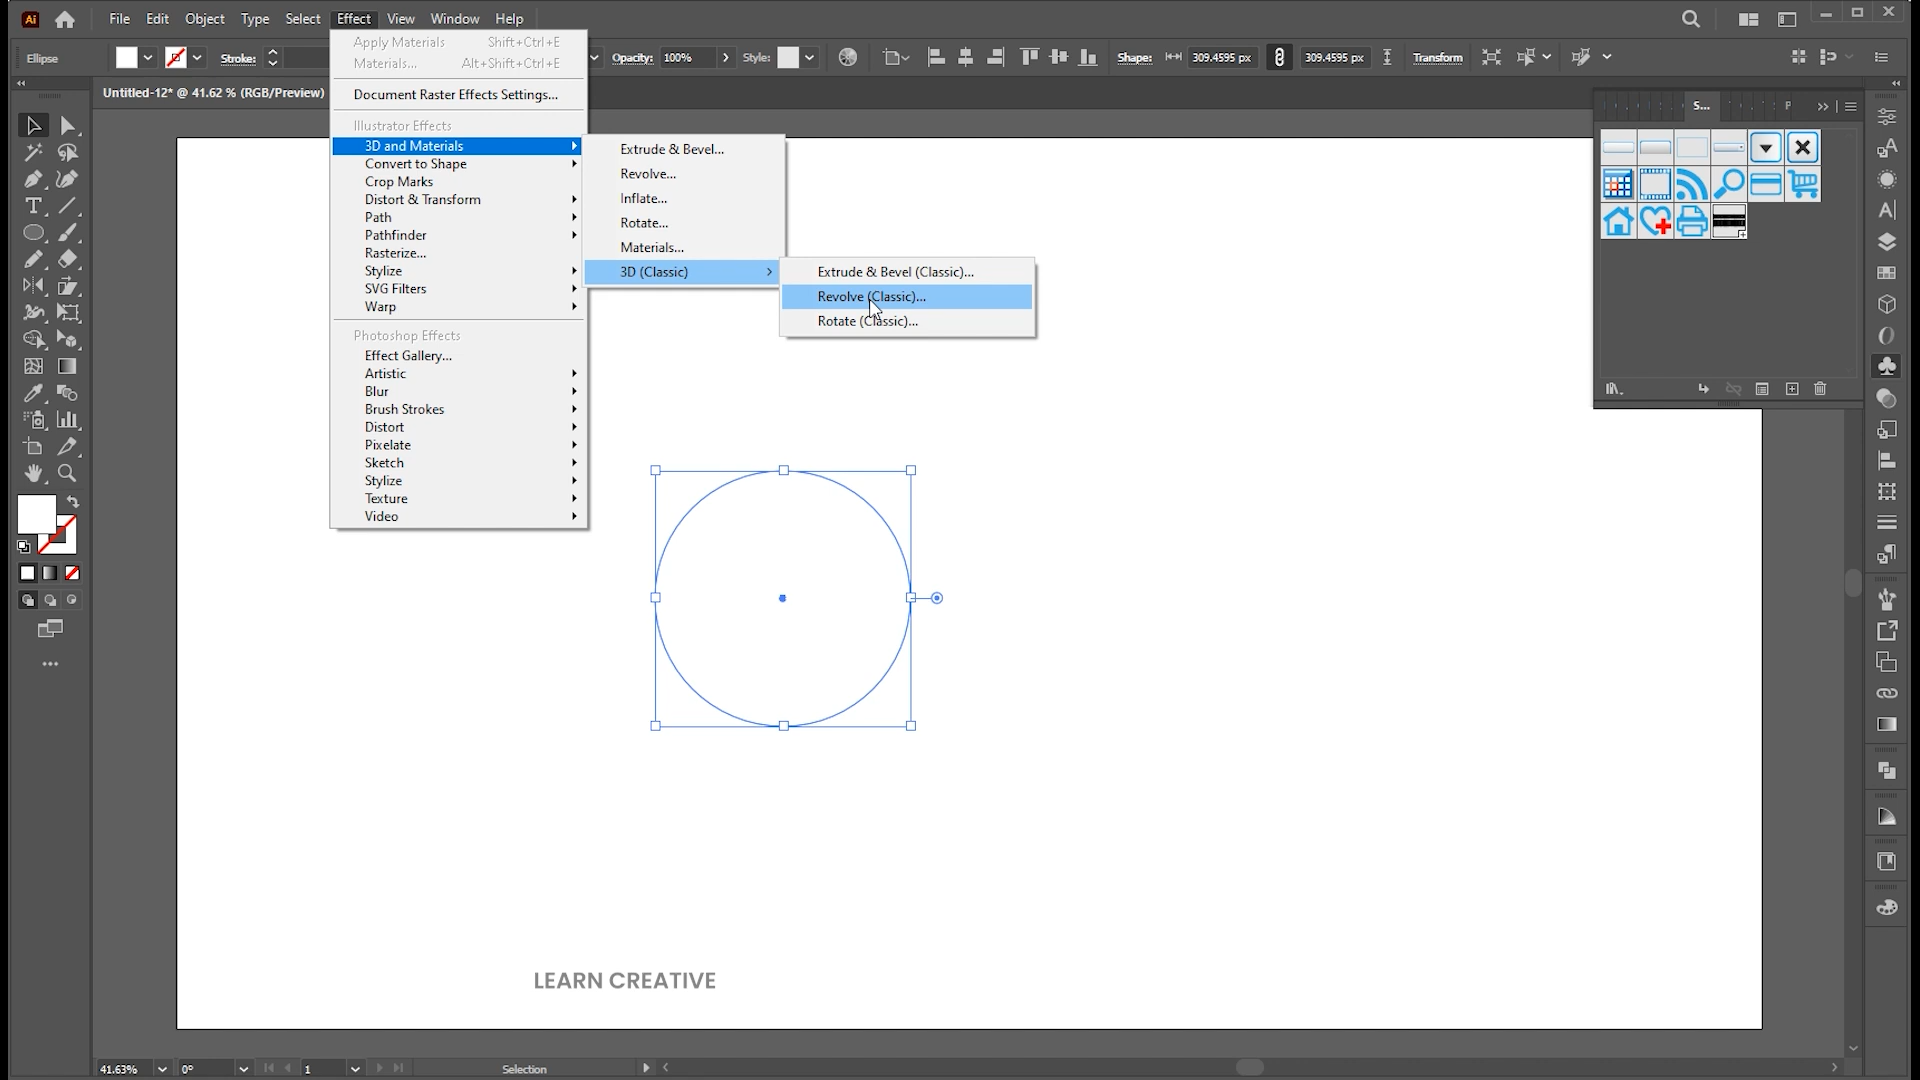 Ai File Edit Object Type Select Effect View Window Help
Ellipse Stroke: Opacity: 100% Style: Shape: 309.4595 px 309.4595 px Transform
Untitled-12* @ 41.62 % (RGB/Preview)
S... P
Apply Materials Shift+Ctrl+E
Materials... Alt+Shift+Ctrl+E
Document Raster Effects Settings...
Illustrator Effects
3D and Materials
Convert to Shape
Crop Marks
Distort & Transform
Path
Pathfinder
Rasterize...
Stylize
SVG Filters
Warp
Photoshop Effects
Effect Gallery...
Artistic
Blur
Brush Strokes
Distort
Pixelate
Sketch
Stylize
Texture
Video
Extrude & Bevel...
Revolve...
Inflate...
Rotate...
Materials...
3D (Classic)
Extrude & Bevel (Classic)...
Revolve (Classic)...
Rotate (Classic)...
LEARN CREATIVE
41.63% 0° 1 Selection